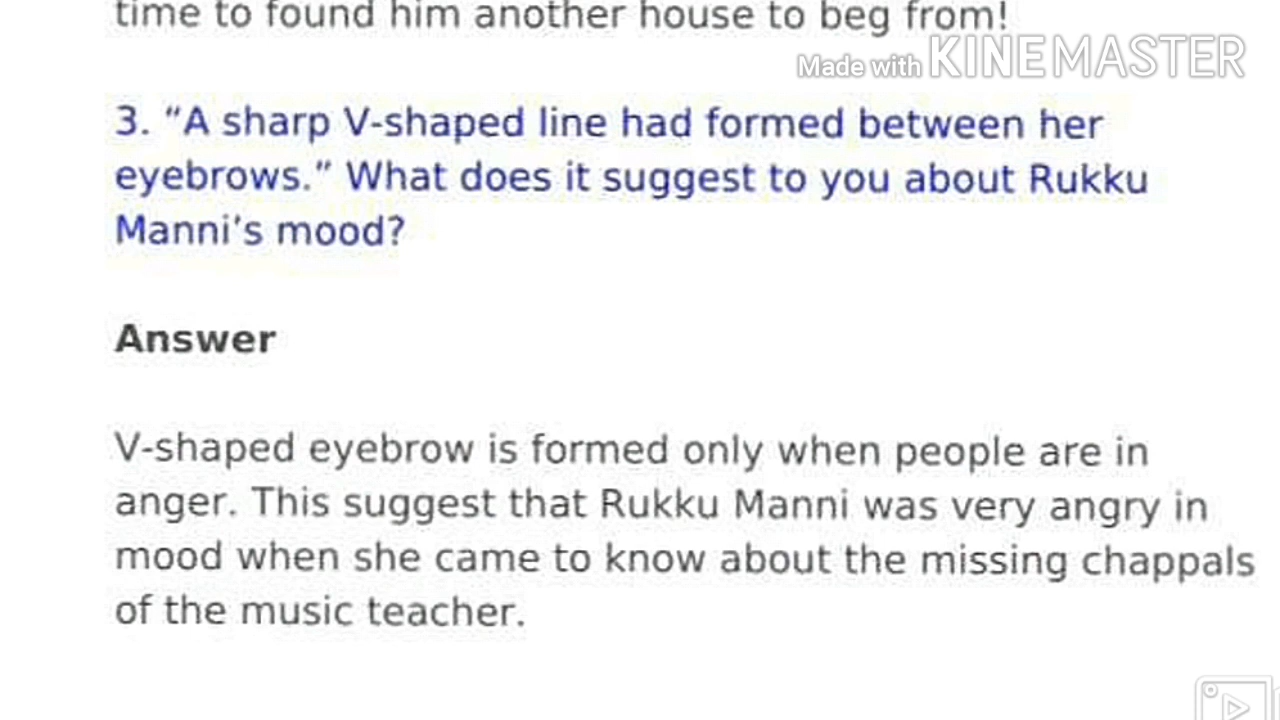 time to found him another house to beg from!
Made with KINEMASTER
3. “A sharp V-shaped line had formed between her
eyebrows.” What does it suggest to you about Rukku
Manni’s mood?
Answer
V-shaped eyebrow is formed only when people are in
anger. This suggest that Rukku Manni was very angry in
mood when she came to know about the missing chappals
of the music teacher.